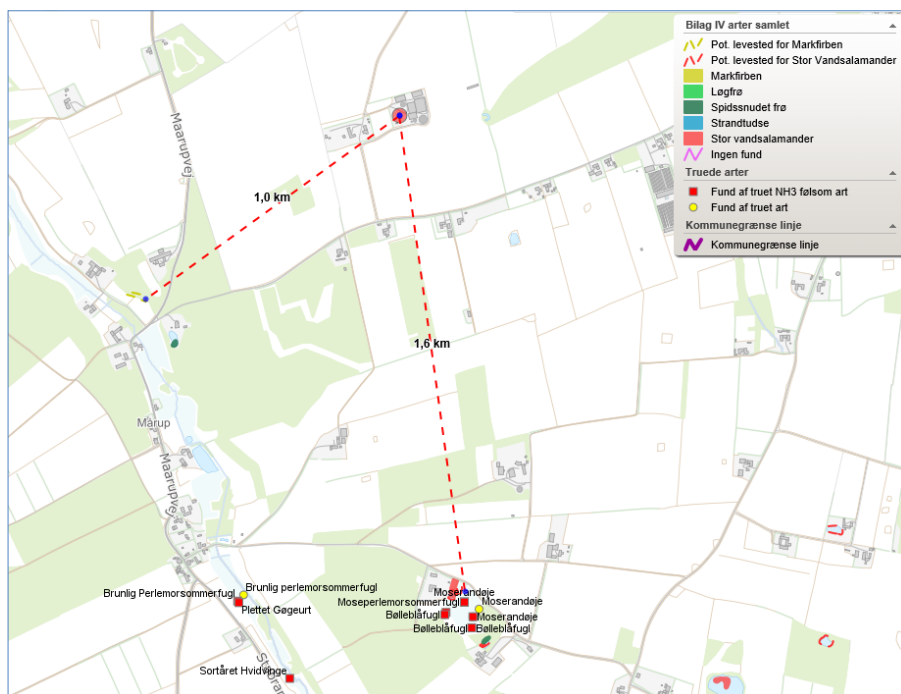 Bilag IV arter samlet
Pot. levested for Markfirben
Pot. levested for Stor Vandsalamander
Markfirben
Løgfrø
Spidssnudet frø
Strandtudse
Stor vandsalamander
Ingen fund
Truede arter
Fund af truet NH3 følsom art
Fund af truet art
Kommunegrænse linje
Kommunegrænse linje
Maarupvej
1,0 km
1,6 km
Mårup
Maarupvej
Brunlig Perlemorsommerfugl
Brunlig perlemorsommerfugl
Plettet Gøgeurt
Moserandøje
Moseperlemorsommerfugl
Moserandøje
Bølleblåfugl
Moserandøje
Bølleblåfugl
Bølleblåfugl
Sortåret Hvidvinge